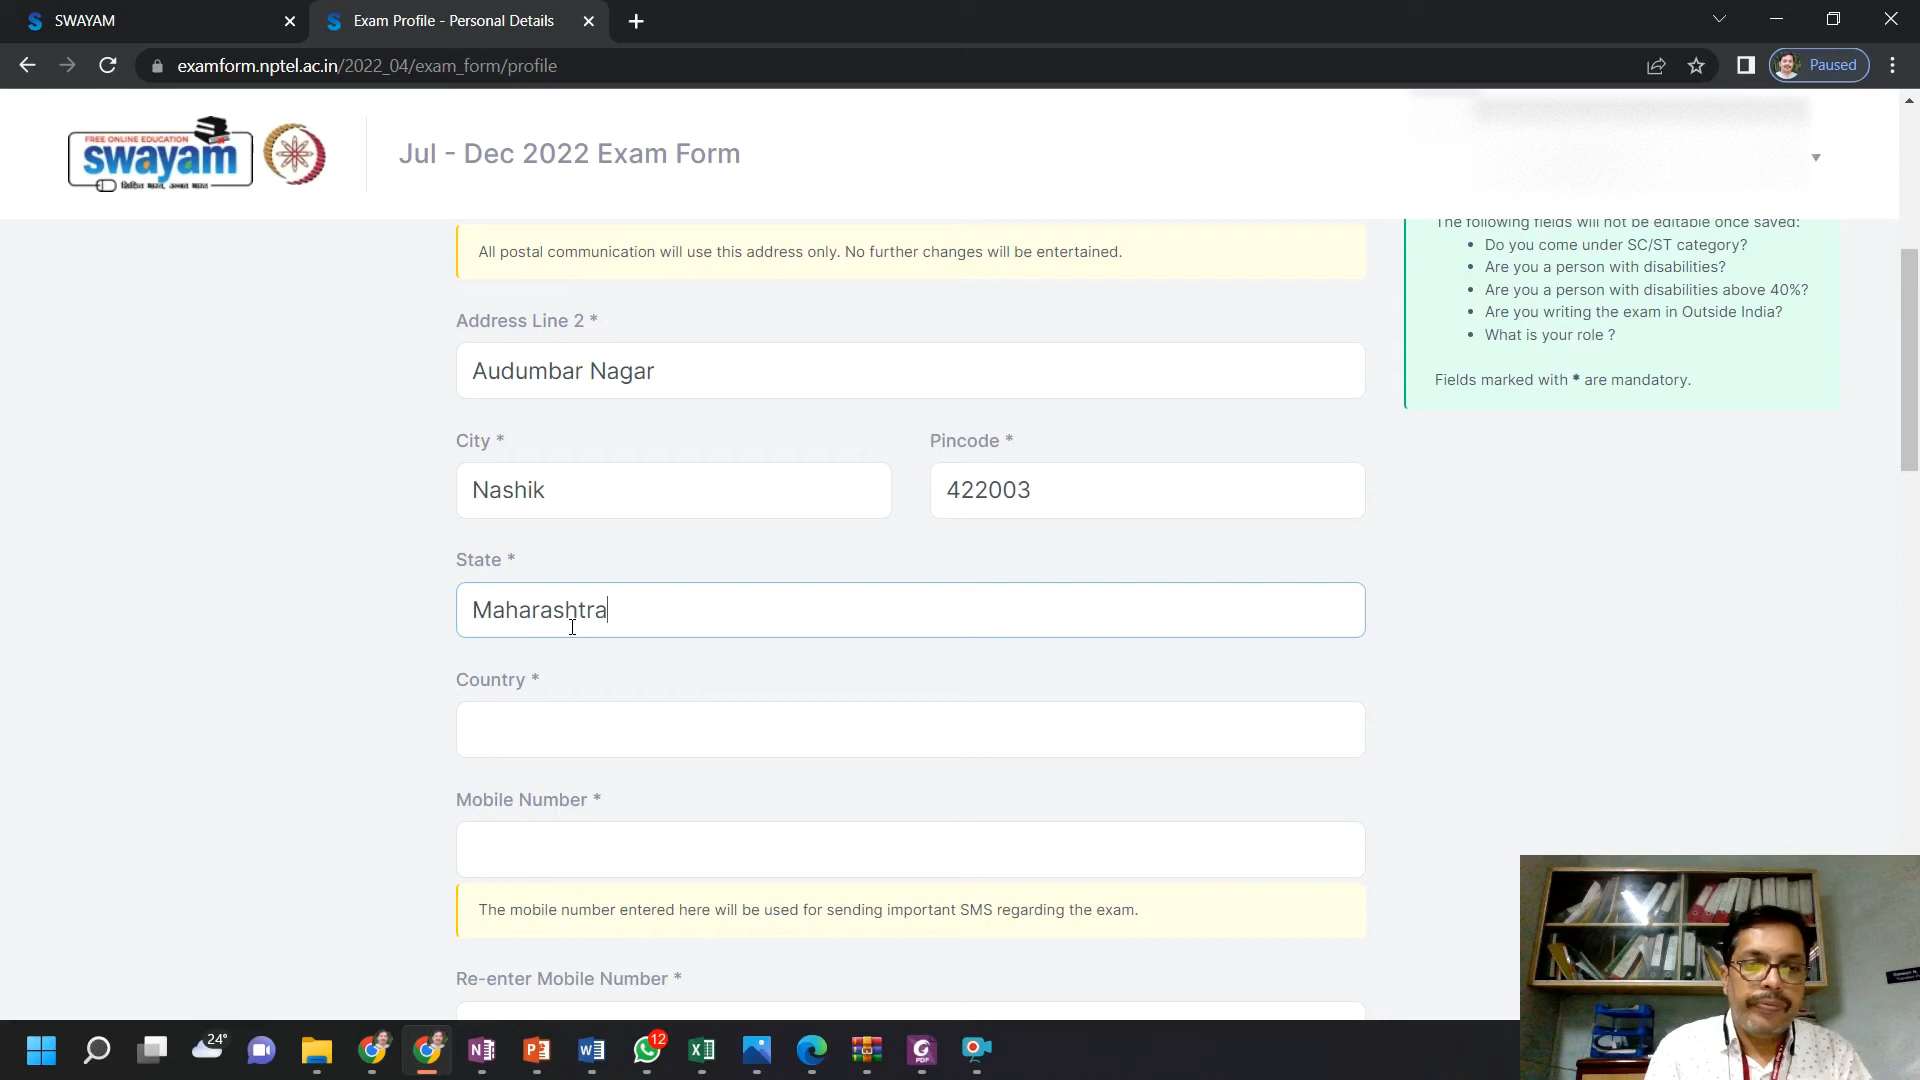 SWAYAM
Exam Profile - Personal Details
examform.nptel.ac.in/2022_04/exam_form/profile
Paused
FREE ONLINE EDUCATION
swayam
शिक्षित भारत, उन्नत भारत
Jul - Dec 2022 Exam Form
The following fields will not be editable once saved:
• Do you come under SC/ST category?
• Are you a person with disabilities?
• Are you a person with disabilities above 40%?
• Are you writing the exam in Outside India?
• What is your role ?
Fields marked with * are mandatory.
All postal communication will use this address only. No further changes will be entertained.
Address Line 2 *
Audumbar Nagar
City *
Pincode *
Nashik
422003
State *
Maharashtra
Country *
Mobile Number *
The mobile number entered here will be used for sending important SMS regarding the exam.
Re-enter Mobile Number *
24°
12
PDF